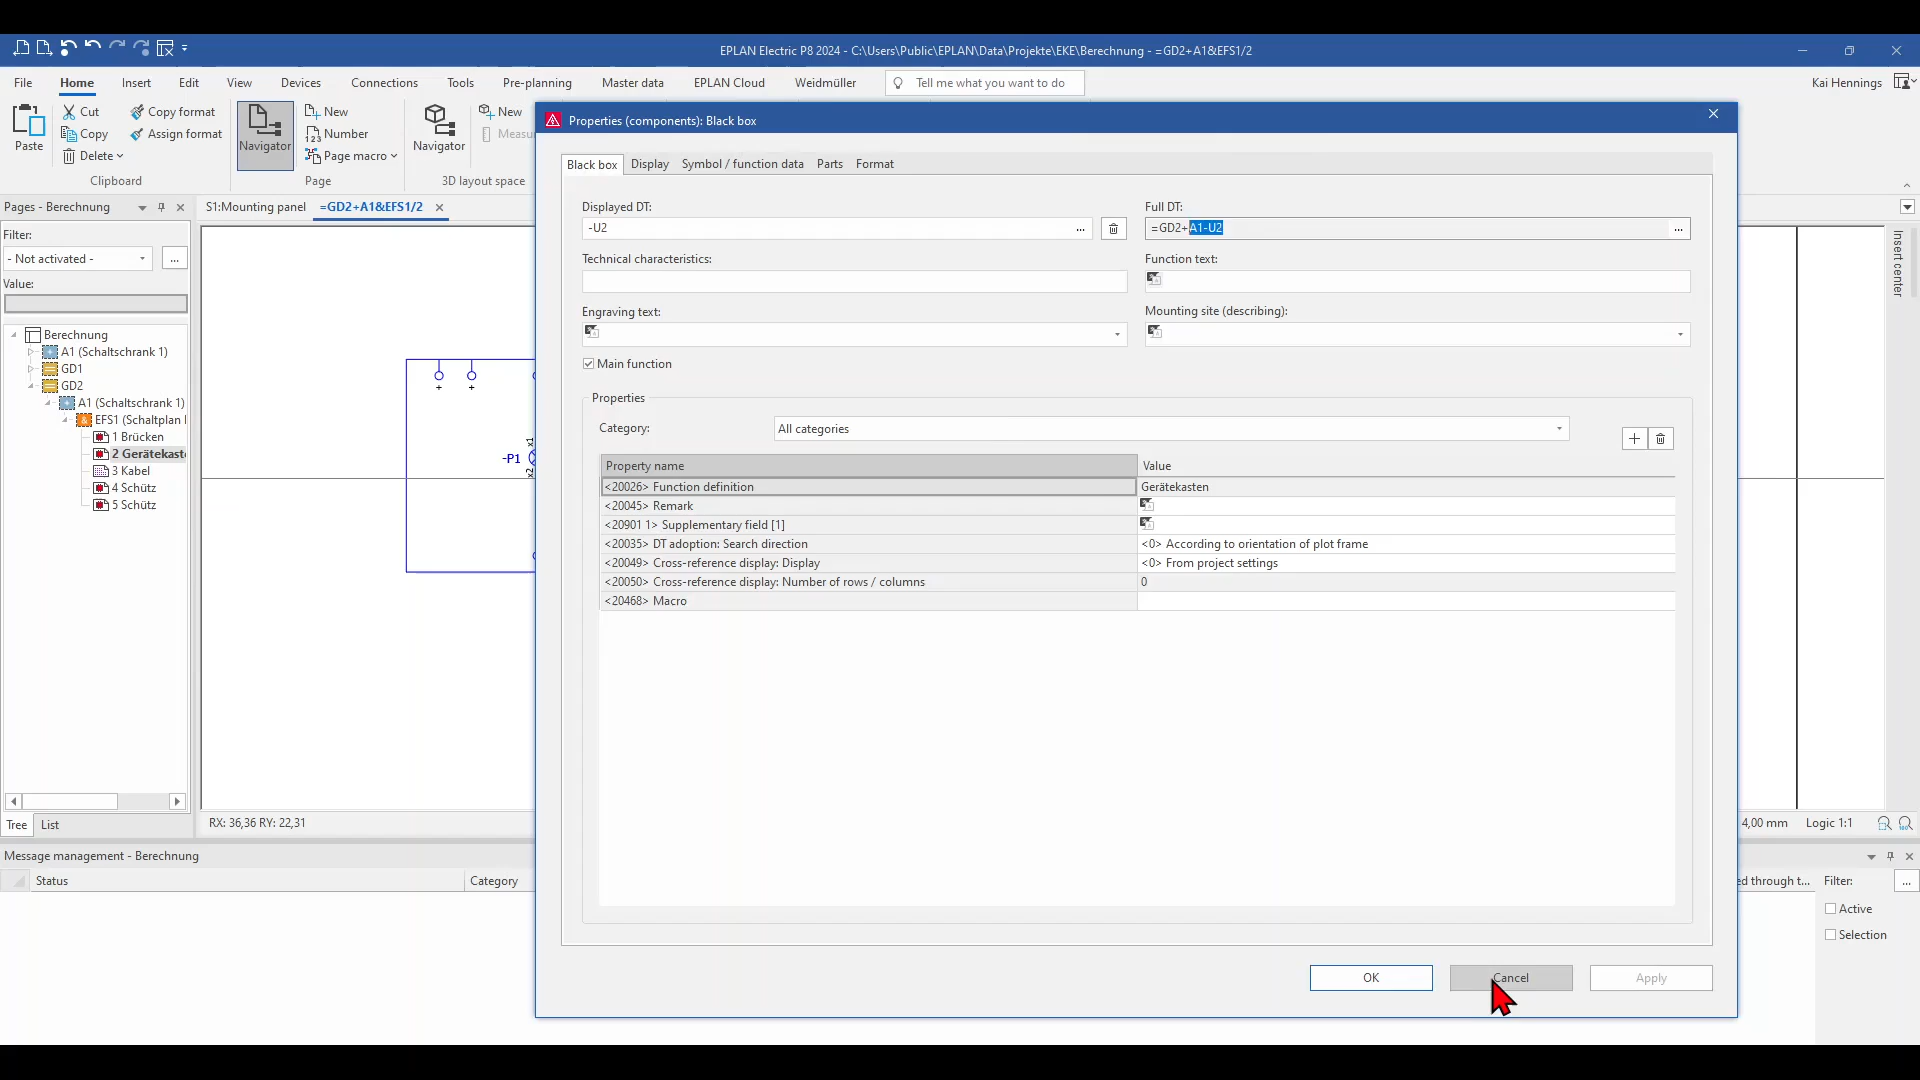 EPLAN Electric P8 2024 - C:\Users\Public\EPLAN\Data\Projekte\EKE\Berechnung - =GD2+A1&EFS1/2
File Home Insert Edit View Devices Connections Tools Pre-planning Master data EPLAN Cloud Weidmüller Tell me what you want to do Kai Hennings
Paste
Cut
Copy
Delete
Copy format
Assign format
Clipboard
Navigator
New
Number
Page macro
Page
Navigator
New
Measu
3D layout space
Pages - Berechnung
S1:Mounting panel =GD2+A1&EFS1/2
Filter:
- Not activated -
...
Value:
Berechnung
A1 (Schaltschrank 1)
GD1
GD2
A1 (Schaltschrank 1)
EFS1 (Schaltplan
1 Brücken
2 Gerätekast
3 Kabel
4 Schütz
5 Schütz
Tree List
+ +
-P1
x1
x2
RX: 36,36 RY: 22,31
Properties (components): Black box
Black box Display Symbol / function data Parts Format
Displayed DT:
-U2
...
Full DT:
=GD2+A1-U2
...
Technical characteristics:
Function text:
Engraving text:
Mounting site (describing):
Main function
Properties
Category:
All categories
Property name Value
<20026> Function definition Gerätekasten
<20045> Remark
<20901 1> Supplementary field [1]
<20035> DT adoption: Search direction <0> According to orientation of plot frame
<20049> Cross-reference display: Display <0> From project settings
<20050> Cross-reference display: Number of rows / columns 0
<20468> Macro
OK Cancel Apply
Insert center
4,00 mm Logic 1:1
Message management - Berechnung
Status Category
ed through t...
Filter:
...
Active
Selection